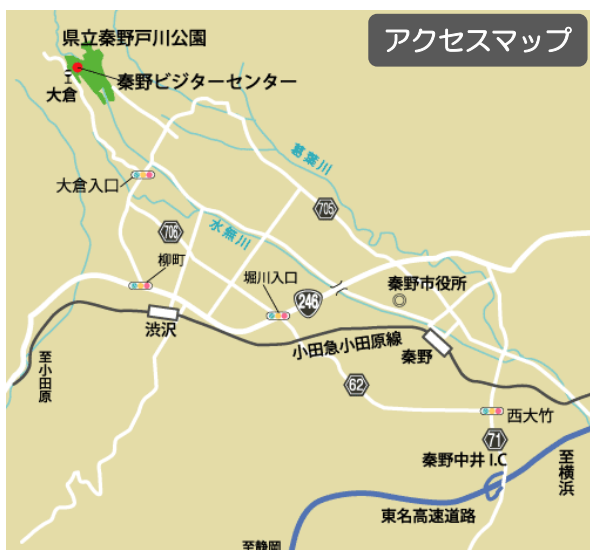 アクセスマップ
県立秦野戸川公園
秦野ビジターセンター
大倉
葛葉川
大倉入口
705
706
水無川
柳町
堀川入口
246
秦野市役所
渋沢
小田急小田原線
秦野
至小田原
62
西大竹
71
秦野中井 I.C
至横浜
東名高速道路
至静岡